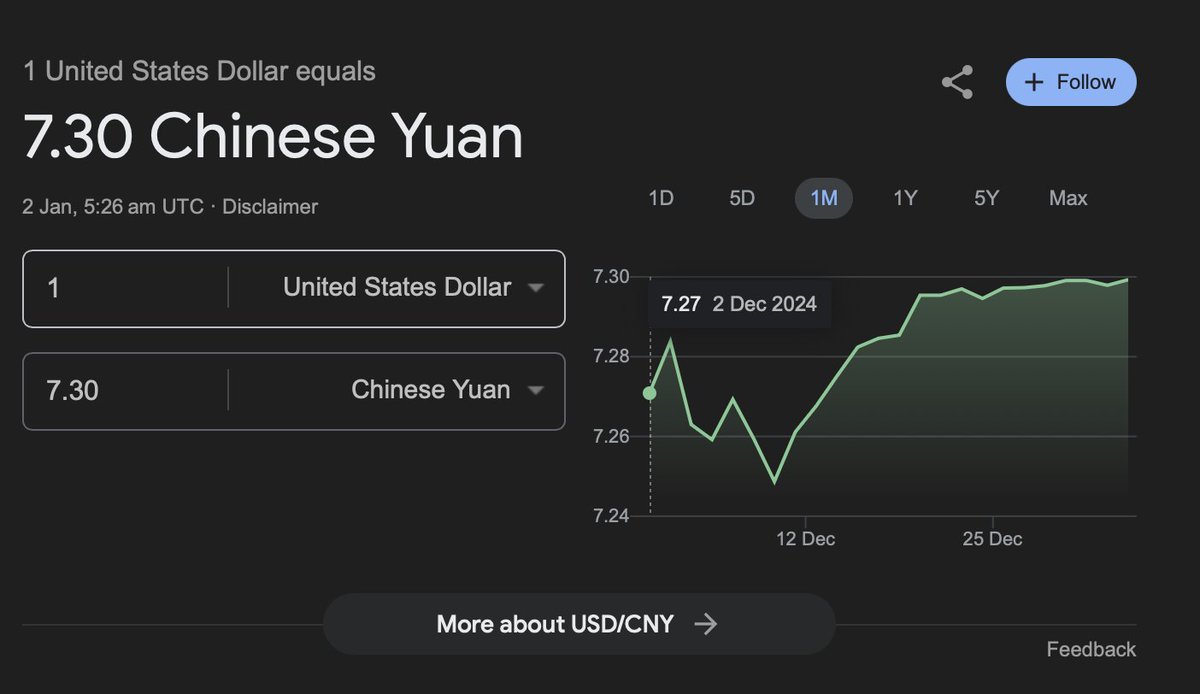 1 United States Dollar equals
7.30 Chinese Yuan
2 Jan, 5:26 am UTC · Disclaimer
+ Follow
1 United States Dollar
7.30 Chinese Yuan
1D 5D 1M 1Y 5Y Max
7.30
7.27 2 Dec 2024
7.28
7.26
7.24
12 Dec 25 Dec
More about USD/CNY →
Feedback